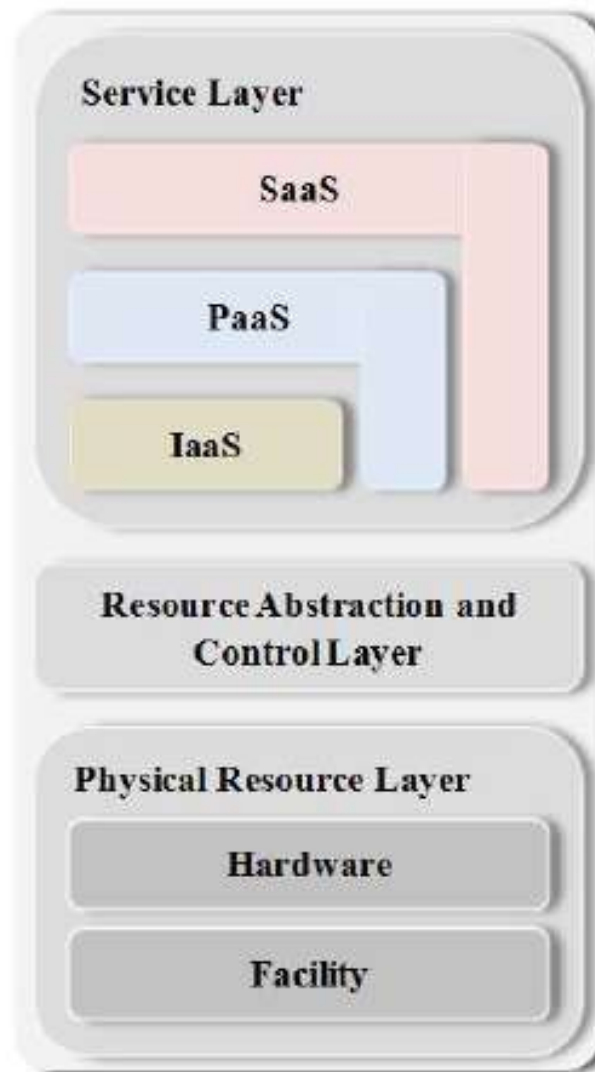 Service Layer
SaaS
PaaS
IaaS
Resource Abstraction and
Control Layer
Physical Resource Layer
Hardware
Facility